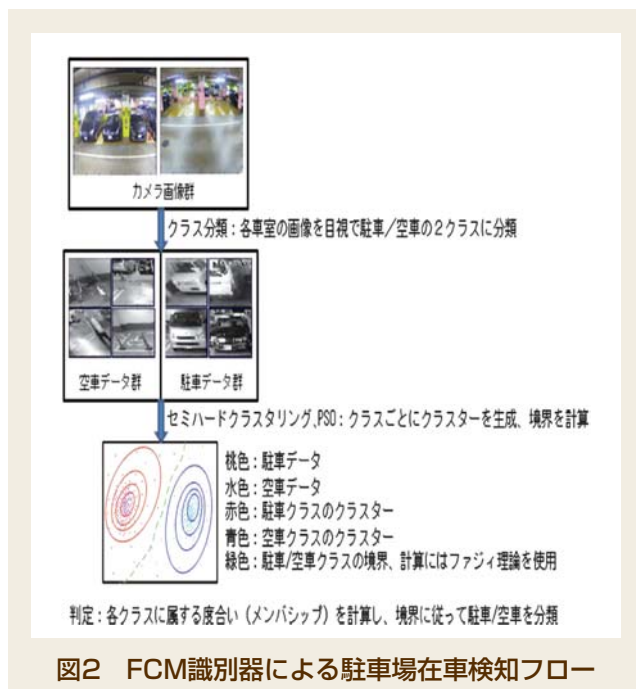 カメラ画像群
クラス分類：各車室の画像を目視で駐車／空車の２クラスに分類
空車データ群 駐車データ群
セミハードクラスタリング,PSO：クラスごとにクラスターを生成、境界を計算
桃色：駐車データ
水色：空車データ
赤色：駐車クラスのクラスター
青色：空車クラスのクラスター
緑色：駐車/空車クラスの境界、計算にはファジィ理論を使用
判定：各クラスに属する度合い（メンバシップ）を計算し、境界に従って駐車/空車を分類
図2 FCM識別器による駐車場在車検知フロー